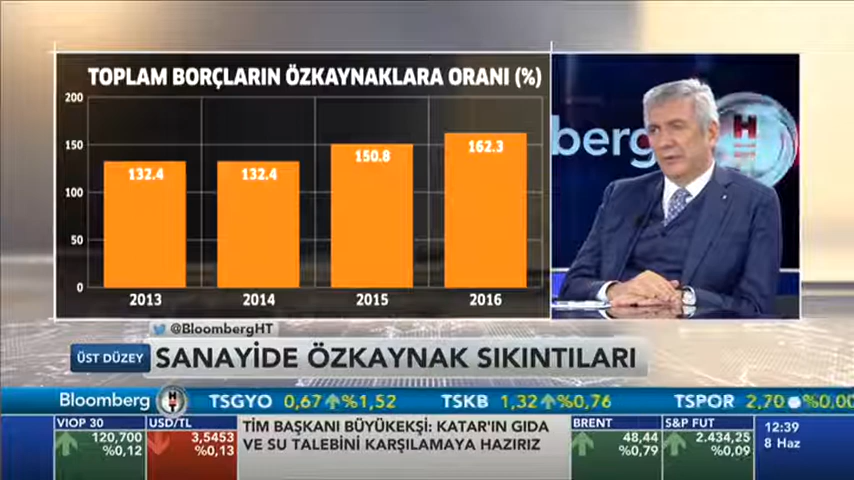 TOPLAM BORÇLARIN ÖZKAYNAKLARA ORANI (%)
200
150
100
50
0
132.4
132.4
150.8
162.3
2013
2014
2015
2016
mberg H
@BloombergHT
ÜST DÜZEY
SANAYİDE ÖZKAYNAK SIKINTILARI
Bloomberg HT TSGYO 0,67 %1,52 TSKB 1,32 %0,76 TSPOR 2,70 %0,00
VIOP 30
120,700
%0,12
USD/TL
3,5453
%0,13
TİM BAŞKANI BÜYÜKEKŞİ: KATAR'IN GIDA
VE SU TALEBİNİ KARŞILAMAYA HAZIRIZ
BRENT
48,44
%0,79
S&P FUT
2.434,25
%0,09
12:39
8 Haz